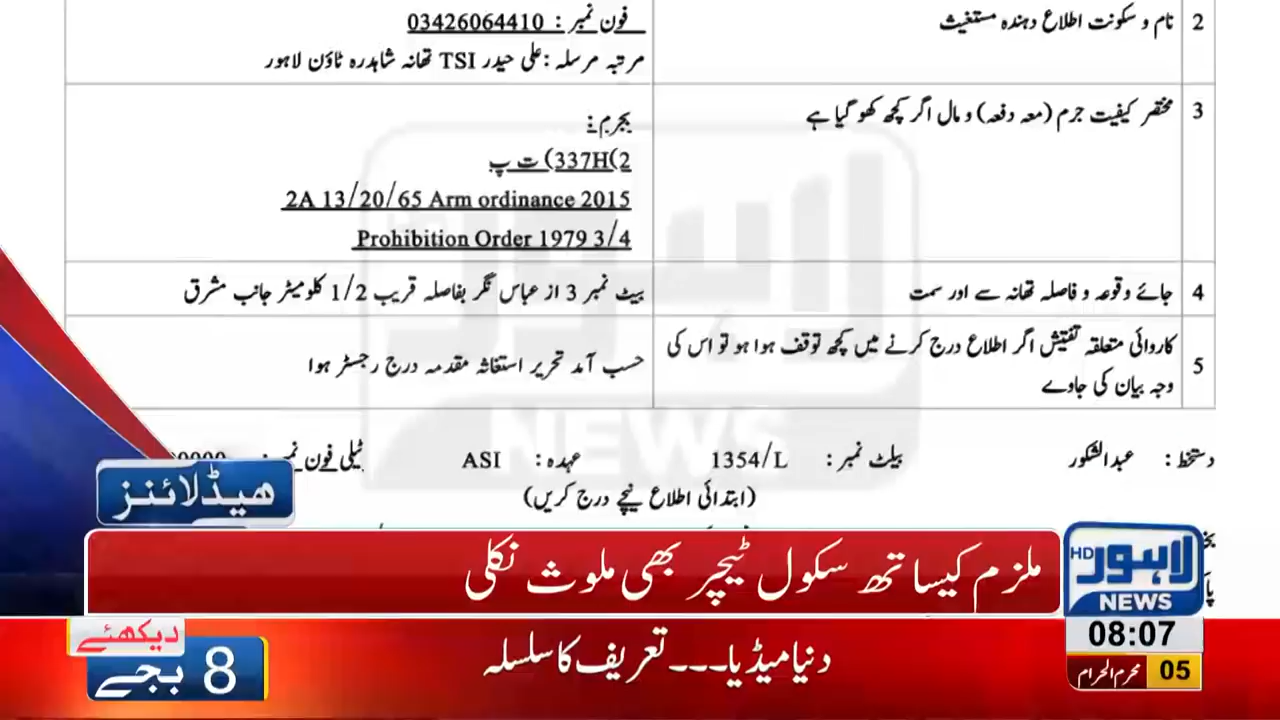 2 نام و سکونت اطلاع دہندہ مستغیث
فون نمبر : 03426064410
مرتبہ مرسلہ : علی حیدر TSI تھانہ شاہدرہ ٹاؤن لاہور
3 مختصر کیفیت جرم (معہ دفعہ) و مال اگر کچھ کھو گیا ہے
بجرم :
337H(2) ت پ
2A 13/20/65 Arm ordinance 2015
Prohibition Order 1979 3/4
4 جائے وقوعہ و فاصلہ تھانہ سے اور سمت
بیٹ نمبر 3 از عباس نگر بفاصلہ قریب 1/2 کلومیٹر جانب مشرق
5 کاروائی متعلقہ تفتیش اگر اطلاع درج کرنے میں کچھ توقف ہوا ہو تو اس کی
وجہ بیان کی جاوے
حسب آمد تحریر استغاثہ مقدمہ درج رجسٹر ہوا
دستخط : عبدالشکور بیلٹ نمبر : 1354/L عہدہ : ASI ٹیلی فون
(ابتدائی اطلاع نیچے درج کریں)
لاہور
NEWS
ھیڈلائنز
ملزم کیساتھ سکول ٹیچر بھی ملوث نکلی
HD لاہور
NEWS
08:07
05 محرم الحرام
دیکھئے
8 بجے
دنیا میڈیا۔۔۔ تعریف کا سلسلہ